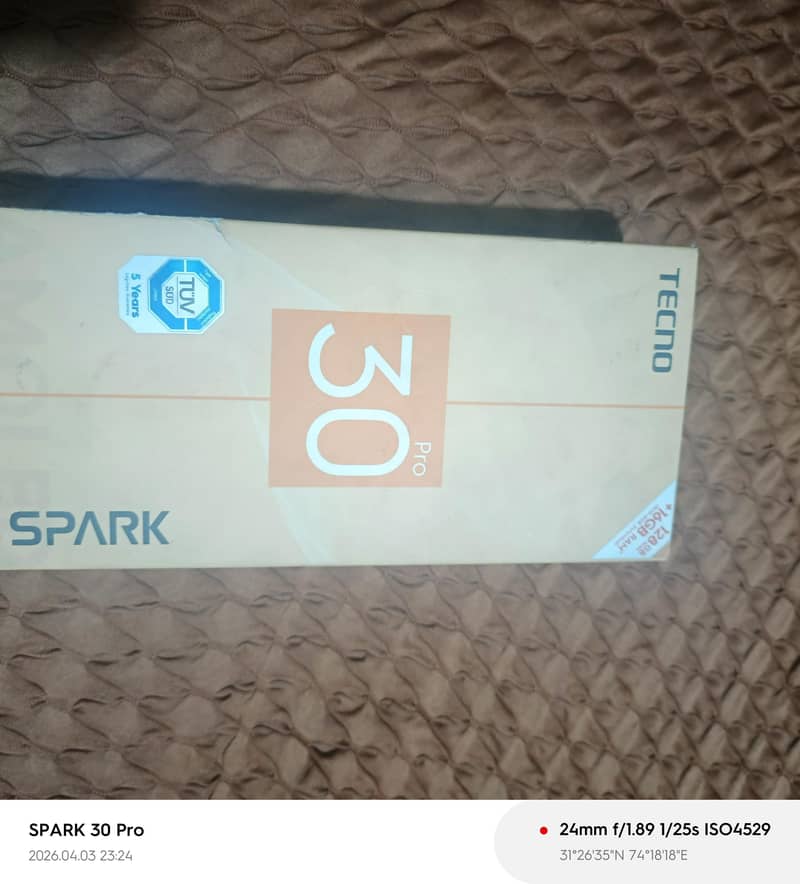 TECNO
30
Pro
SPARK
TÜV
SÜD
5 Years
128GB
+16GB RAM*
SPARK 30 Pro
2026.04.03 23:24
24mm f/1.89 1/25s ISO4529
31°26'35"N 74°18'18"E